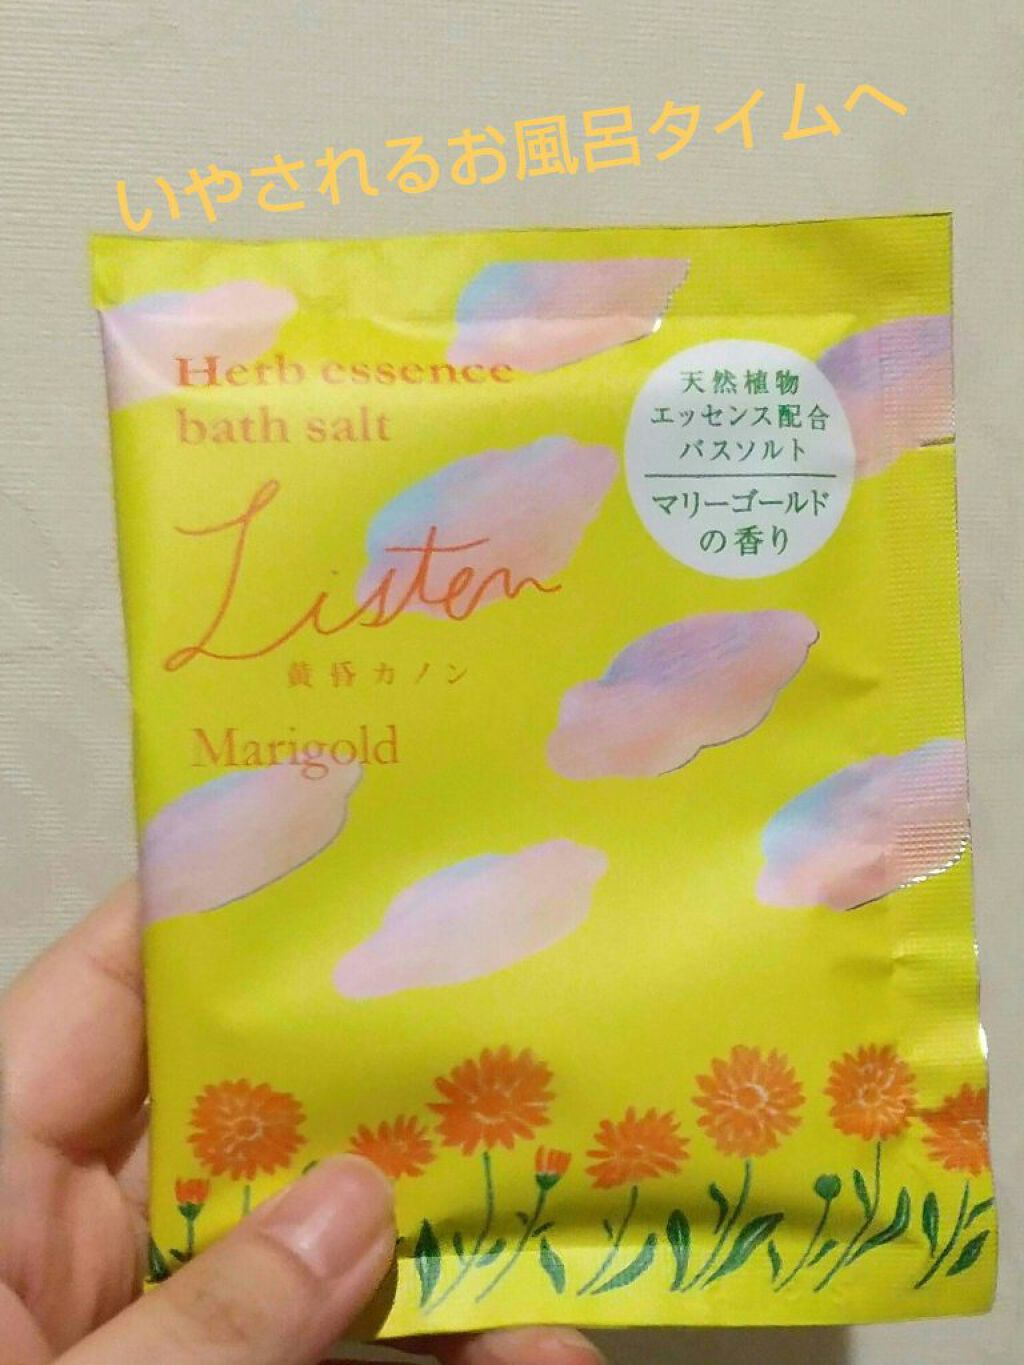 いやされるお風呂タイムへ
Herb essence
bath salt
天然植物
エッセンス配合
バスソルト
マリーゴールド
の香り
Listen
黄昏カノン
Marigold